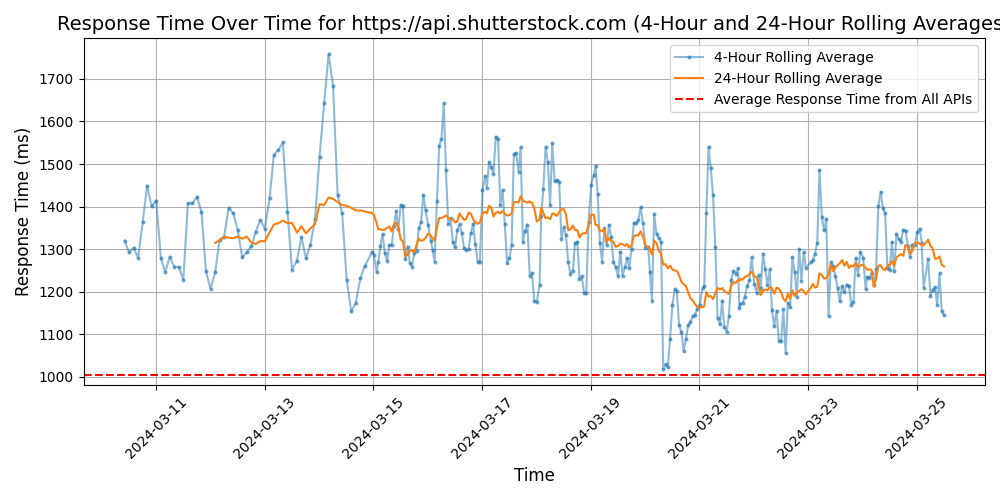 Response Time Over Time for https://api.shutterstock.com (4-Hour and 24-Hour Rolling Averages
4-Hour Rolling Average
24-Hour Rolling Average
Average Response Time from All APIs
Response Time (ms)
1700
1600
1500
1400
1300
1200
1100
1000
2024-03-11
2024-03-13
2024-03-15
2024-03-17
2024-03-19
2024-03-21
2024-03-23
2024-03-25
Time